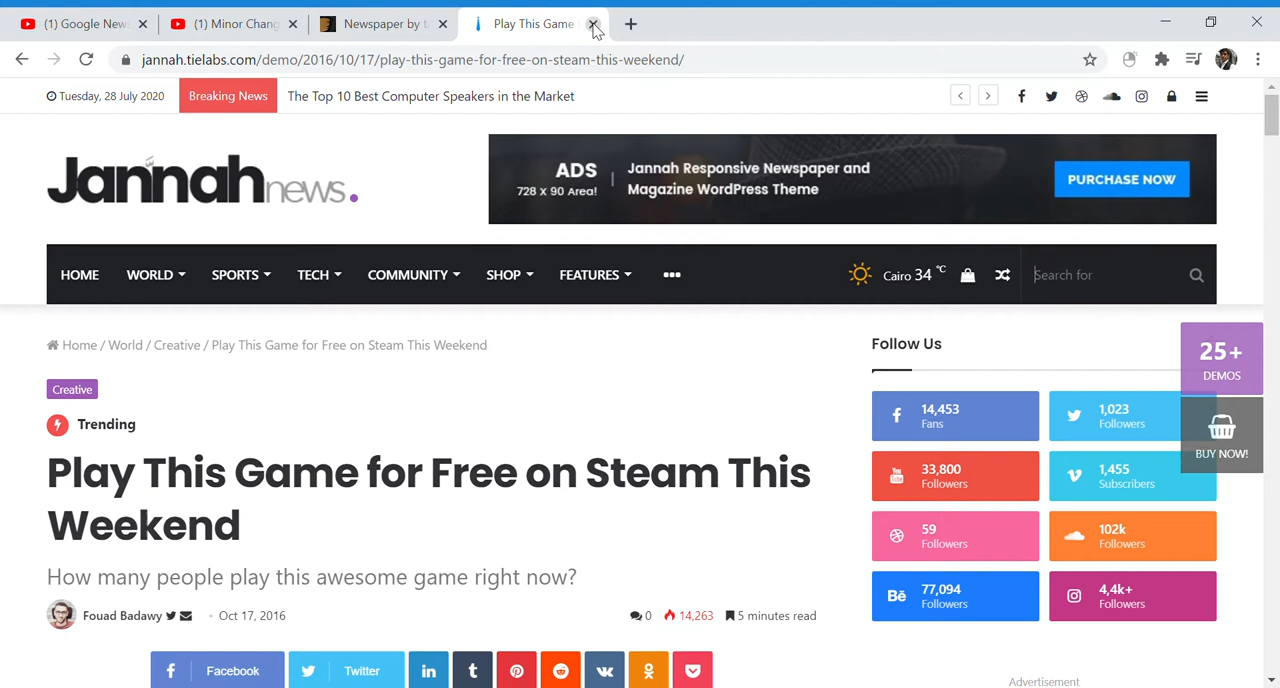 (1) Google New
(1) Minor Chang
Newspaper by t
Play This Game
jannah.tielabs.com/demo/2016/10/17/play-this-game-for-free-on-steam-this-weekend/
Tuesday, 28 July 2020
Breaking News
The Top 10 Best Computer Speakers in the Market
Jannah news.
ADS
728 x 90 Area!
Jannah Responsive Newspaper and
Magazine WordPress Theme
PURCHASE NOW
HOME
WORLD
SPORTS
TECH
COMMUNITY
SHOP
FEATURES
Cairo 34 °C
Search for
Home / World / Creative / Play This Game for Free on Steam This Weekend
Creative
Trending
Play This Game for Free on Steam This
Weekend
How many people play this awesome game right now?
Fouad Badawy
Oct 17, 2016
0
14,263
5 minutes read
Facebook
Twitter
Follow Us
14,453
Fans
1,023
Followers
33,800
Followers
1,455
Subscribers
59
Followers
102k
Followers
77,094
Followers
4,4k+
Followers
25+
DEMOS
BUY NOW!
Advertisement